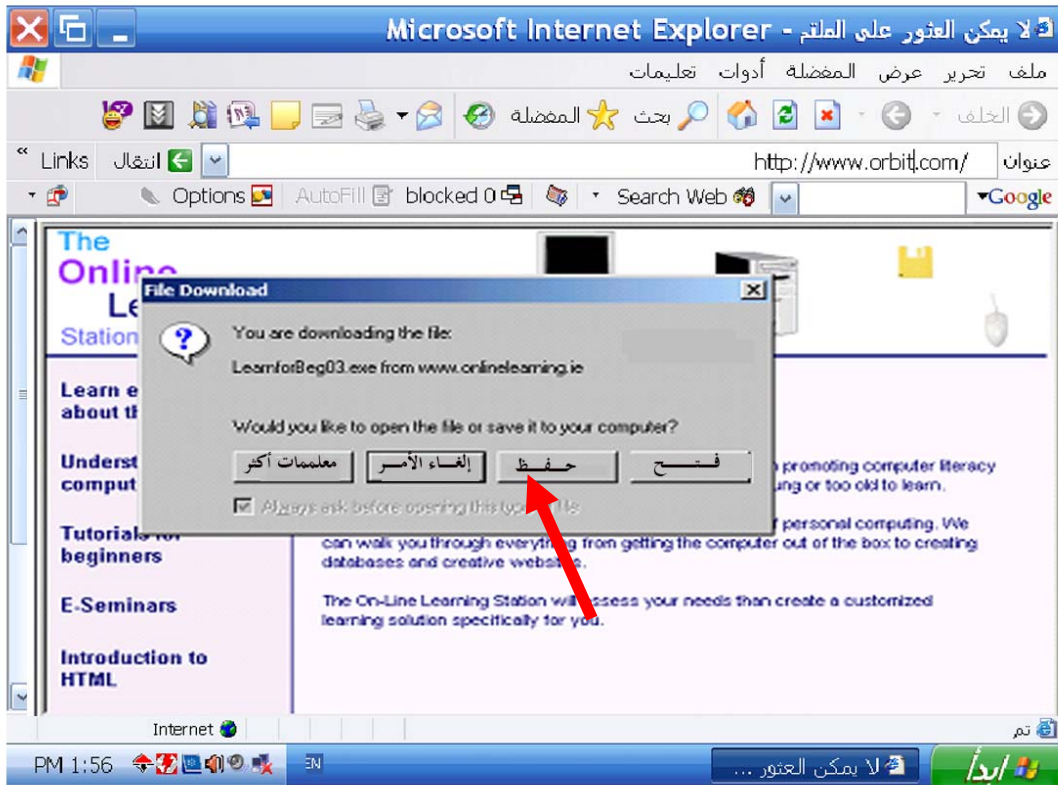 لا يمكن العثور على الملتم - Microsoft Internet Explorer
ملف تحرير عرض المفضلة أدوات تعليمات
الخلف بحث المفضلة
عنوان http://www.orbit.com/ انتقال Links »
Google Search Web blocked 0 AutoFill Options
The
Online
Le
Station
File Download
You are downloading the file:
LearnforBeg03.exe from www.onlinelearning.ie
Would you like to open the file or save it to your computer?
فتح حفظ إلغاء الأمر معلممات أكثر
Always ask before opening this type of file
Learn e
about th
Underst
comput
Tutorials for
beginners
E-Seminars
Introduction to
HTML
promoting computer literacy
ung or too old to learn.
f personal computing. We
can walk you through everything from getting the computer out of the box to creating
databases and creative websites.
The On-Line Learning Station will assess your needs than create a customized
learning solution specifically for you.
تم Internet
ابدأ لا يمكن العثور ... EN 1:56 PM